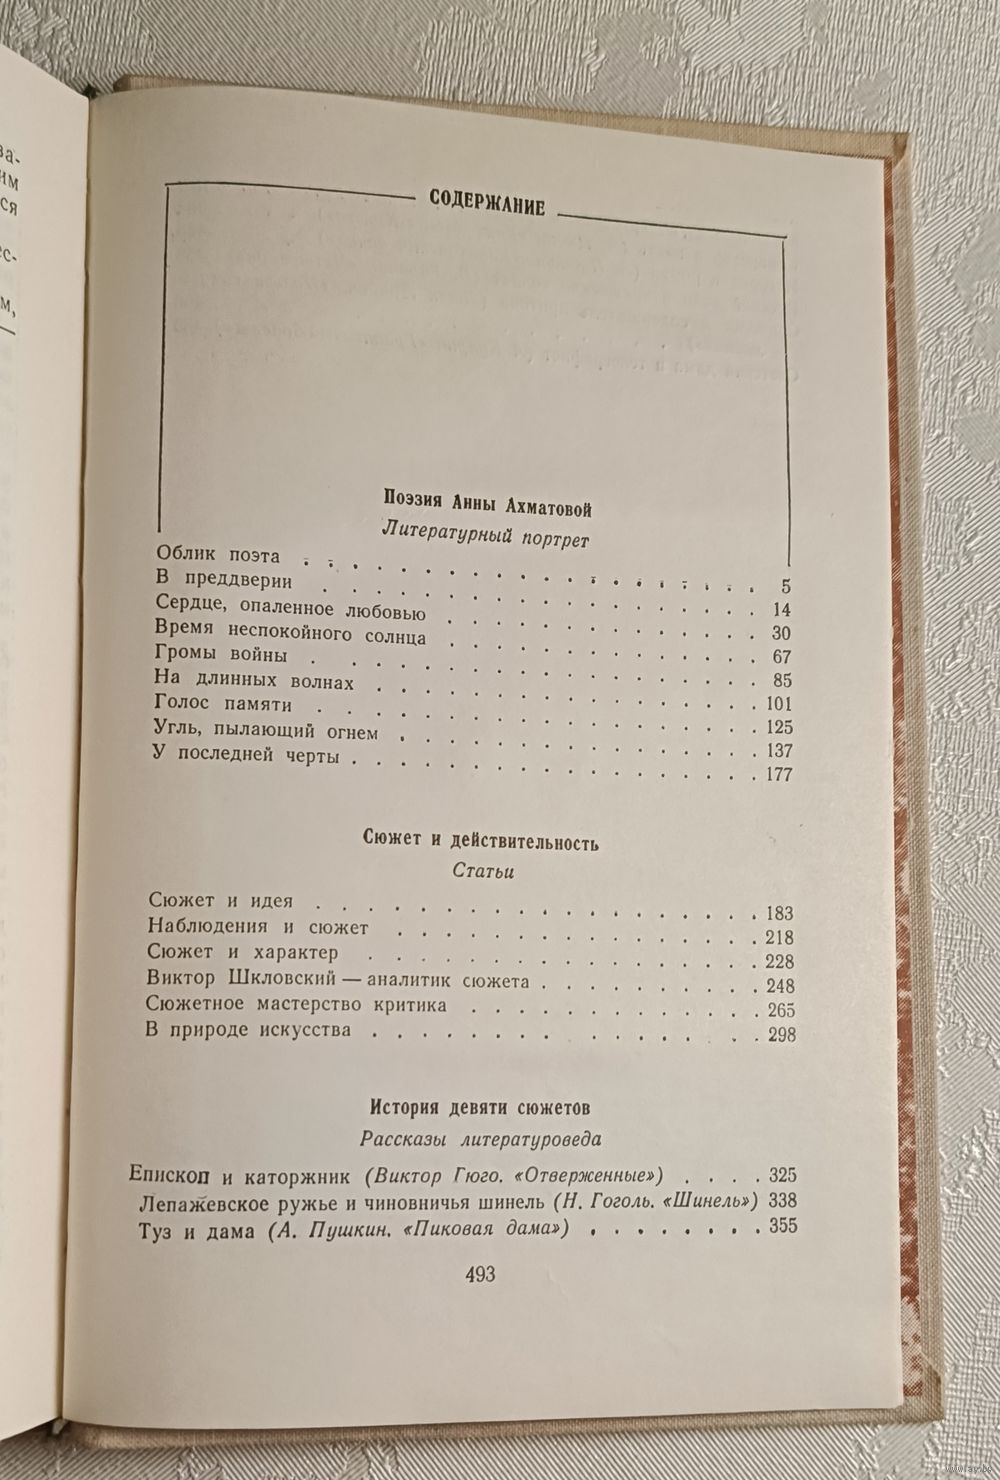 СОДЕРЖАНИЕ
Поэзия Анны Ахматовой
Литературный портрет
Облик поэта . . . . . . . . . . . . . . . . . . . 5
В преддверии . . . . . . . . . . . . . . . . . . 14
Сердце, опаленное любовью . . . . . . . . . . . . . 30
Время неспокойного солнца . . . . . . . . . . . . . 67
Громы войны . . . . . . . . . . . . . . . . . . 85
На длинных волнах . . . . . . . . . . . . . . . . 101
Голос памяти . . . . . . . . . . . . . . . . . . 125
Угль, пылающий огнем . . . . . . . . . . . . . . . 137
У последней черты . . . . . . . . . . . . . . . . . 177
Сюжет и действительность
Статьи
Сюжет и идея . . . . . . . . . . . . . . . . . . 183
Наблюдения и сюжет . . . . . . . . . . . . . . . 218
Сюжет и характер . . . . . . . . . . . . . . . . 228
Виктор Шкловский — аналитик сюжета . . . . . . . . . 248
Сюжетное мастерство критика . . . . . . . . . . . . 265
В природе искусства . . . . . . . . . . . . . . . 298
История девяти сюжетов
Рассказы литературоведа
Епископ и каторжник (Виктор Гюго. «Отверженные») . . . . 325
Лепажевское ружье и чиновничья шинель (Н. Гоголь. «Шинель») 338
Туз и дама (А. Пушкин. «Пиковая дама») . . . . . . . . 355
493